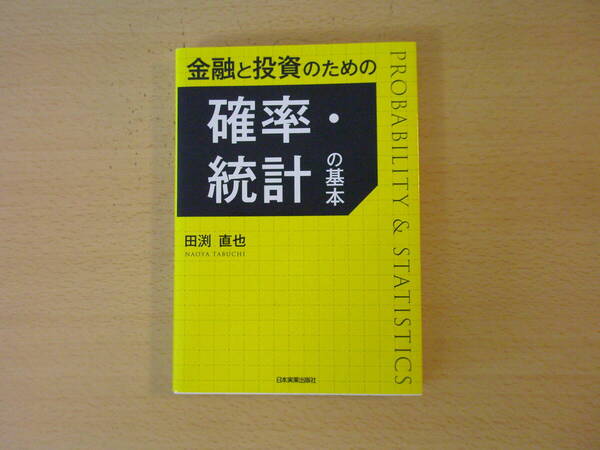 金融と投資のための
確率・
統計
の基本
田渕 直也
NAOYA TABUCHI
PROBABILITY & STATISTICS
日本実業出版社